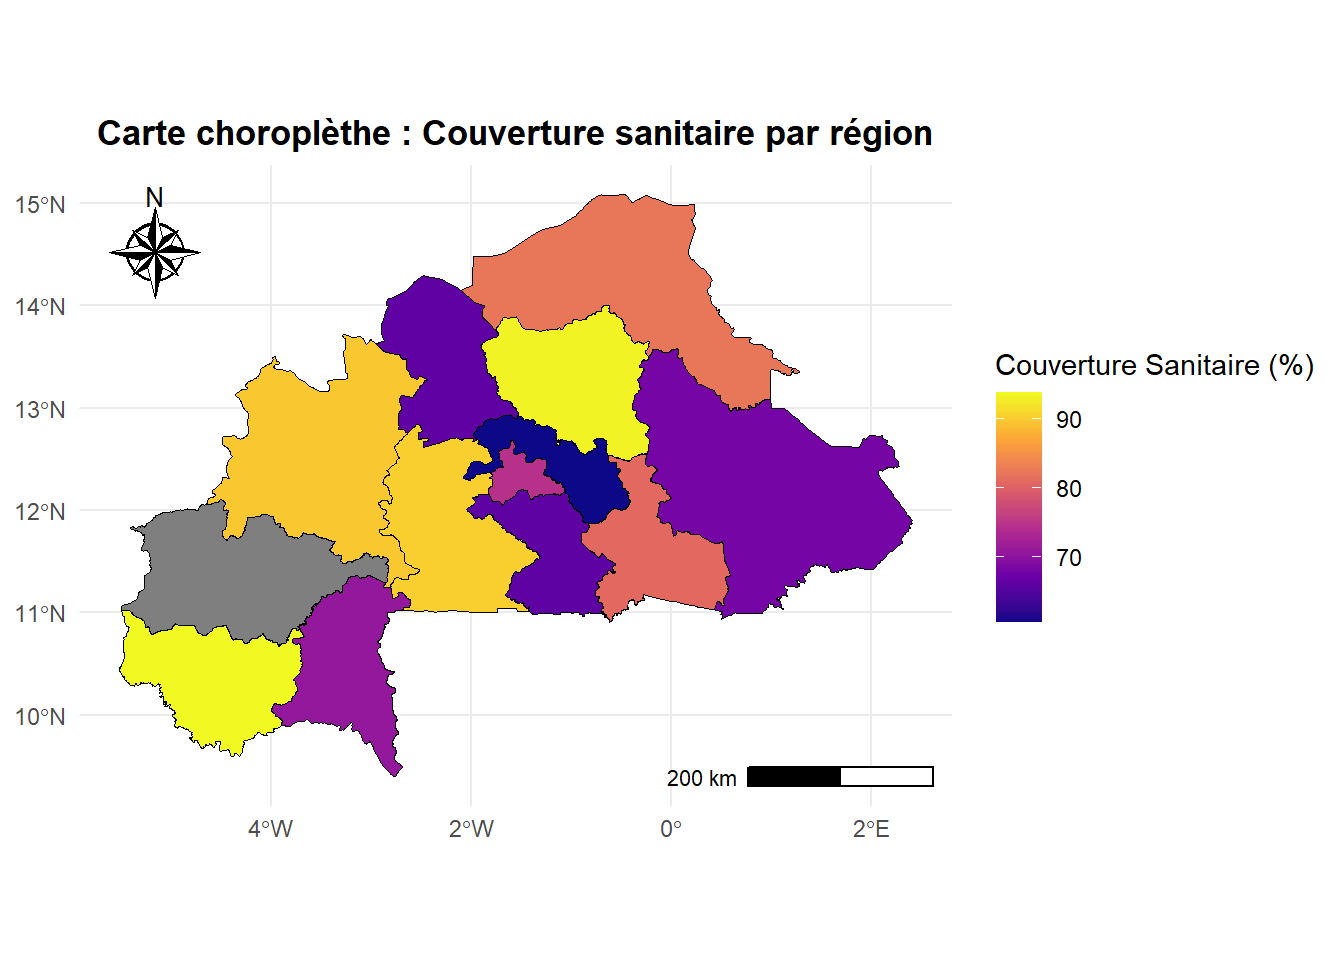 Carte choroplèthe : Couverture sanitaire par région
N
15°N
14°N
13°N
12°N
11°N
10°N
4°W
2°W
0°
2°E
200 km
Couverture Sanitaire (%)
90
80
70